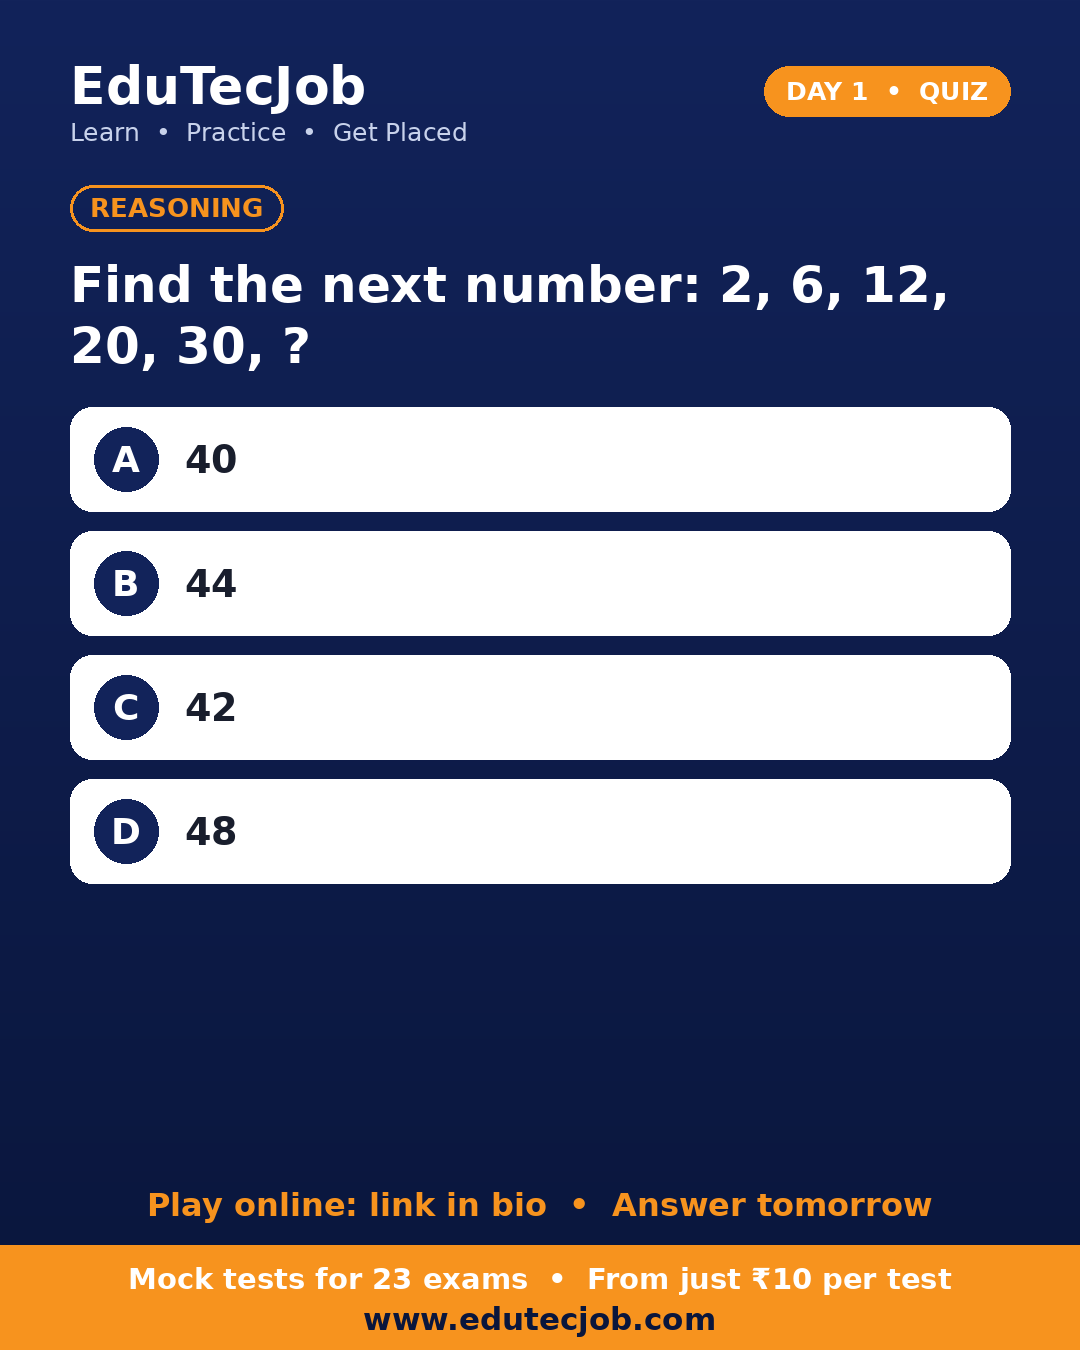 EduTecJob
DAY 1 • QUIZ
Learn • Practice • Get Placed
REASONING
Find the next number: 2, 6, 12,
20, 30, ?
A 40
B 44
C 42
D 48
Play online: link in bio • Answer tomorrow
Mock tests for 23 exams • From just ₹10 per test
www.edutecjob.com